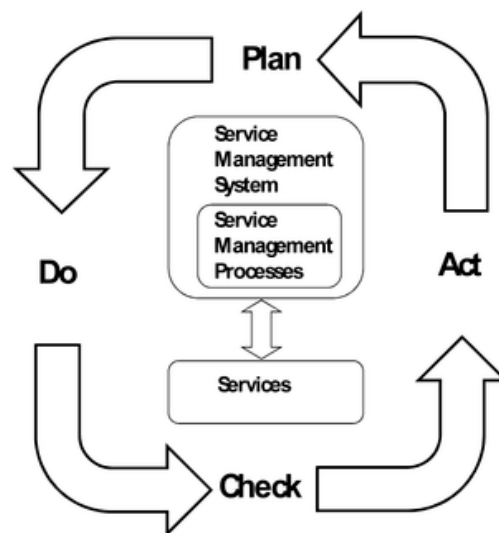 Plan
Service
Management
System
Service
Management
Processes
Do
Act
Services
Check